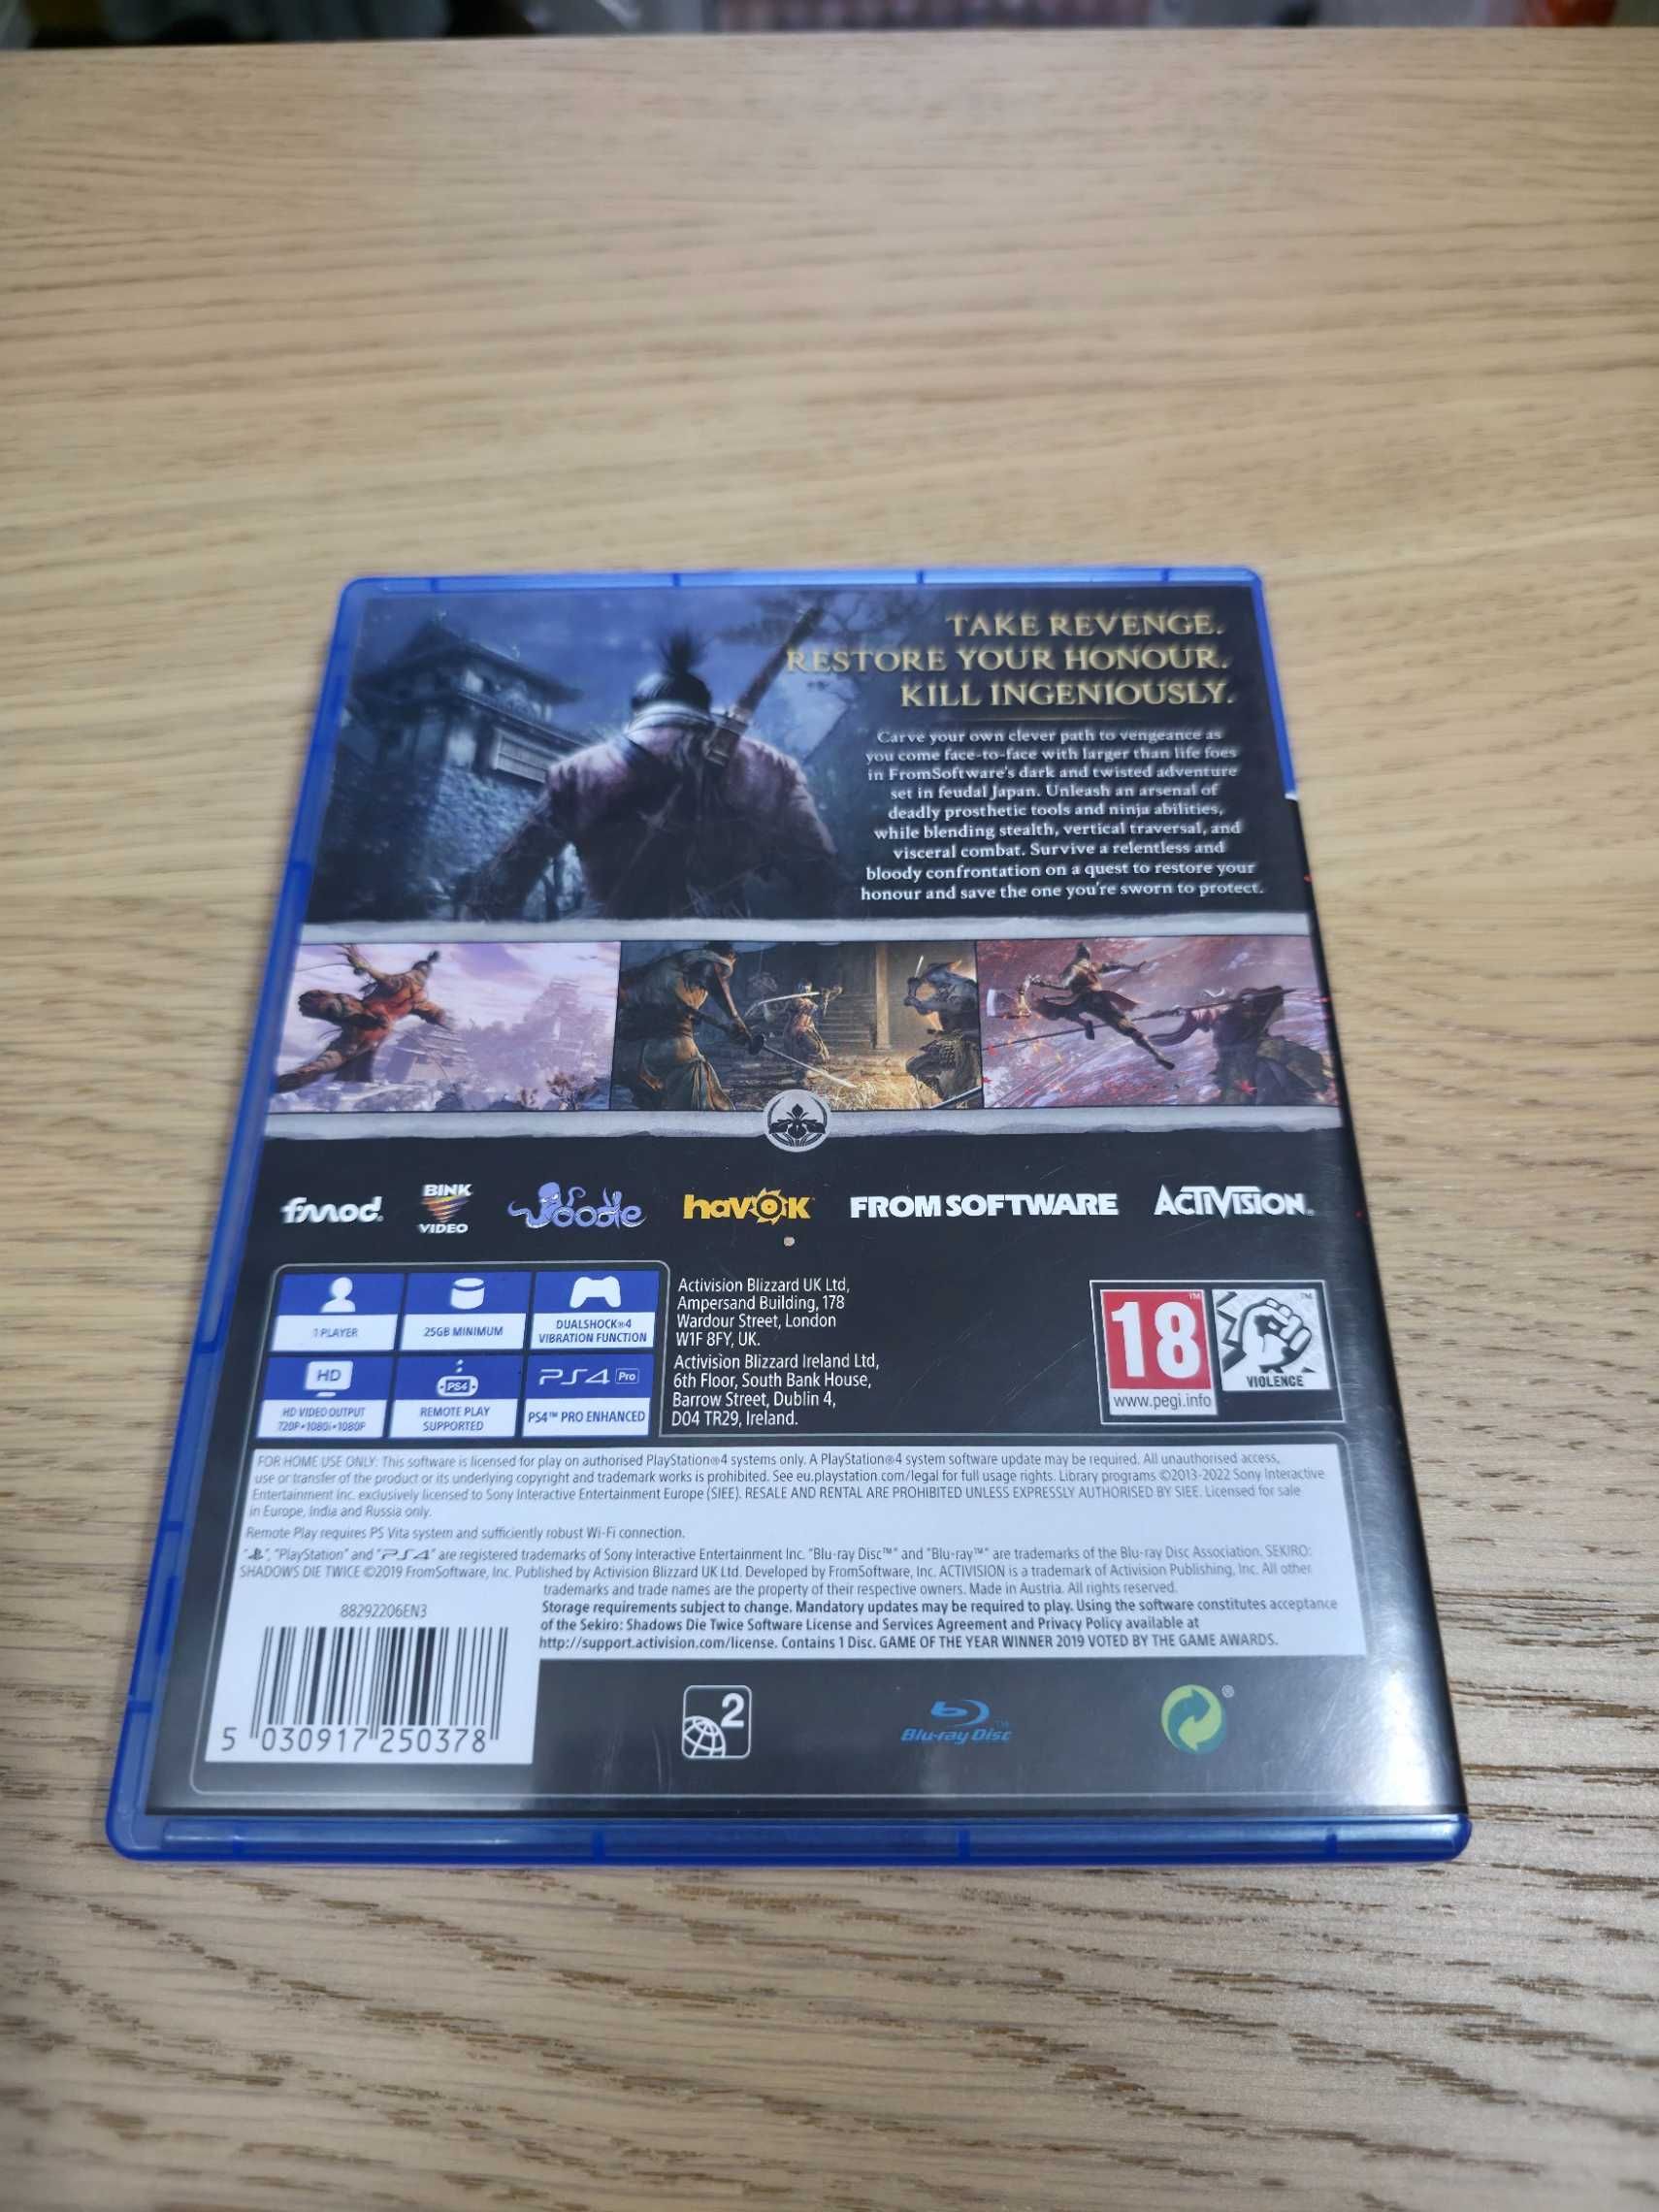 TAKE REVENGE.
RESTORE YOUR HONOUR.
KILL INGENIOUSLY.
Carve your own clever path to vengeance as
you come face-to-face with larger than life foes
in FromSoftware's dark and twisted adventure
set in feudal Japan. Unleash an arsenal of
deadly prosthetic tools and ninja abilities,
while blending stealth, vertical traversal, and
visceral combat. Survive a relentless and
bloody confrontation on a quest to restore your
honour and save the one you're sworn to protect.
fmod.
BINK
VIDEO
Oodle
havok
FROMSOFTWARE
ACTIVISION.
1 PLAYER
25GB MINIMUM
DUALSHOCK®4
VIBRATION FUNCTION
HD
HD VIDEO OUTPUT
720P•1080i•1080P
PS4
REMOTE PLAY
SUPPORTED
PS4 Pro
PS4™ PRO ENHANCED
Activision Blizzard UK Ltd,
Ampersand Building, 178
Wardour Street, London
W1F 8FY, UK.
Activision Blizzard Ireland Ltd,
6th Floor, South Bank House,
Barrow Street, Dublin 4,
D04 TR29, Ireland.
18™
www.pegi.info
™
VIOLENCE
FOR HOME USE ONLY: This software is licensed for play on authorised PlayStation®4 systems only. A PlayStation®4 system software update may be required. All unauthorised access,
use or transfer of the product or its underlying copyright and trademark works is prohibited. See eu.playstation.com/legal for full usage rights. Library programs ©2013-2022 Sony Interactive
Entertainment Inc. exclusively licensed to Sony Interactive Entertainment Europe (SIEE). RESALE AND RENTAL ARE PROHIBITED UNLESS EXPRESSLY AUTHORISED BY SIEE. Licensed for sale
in Europe, India and Russia only.
Remote Play requires PS Vita system and sufficiently robust Wi-Fi connection.
"PS", "PlayStation" and "PS4" are registered trademarks of Sony Interactive Entertainment Inc. "Blu-ray Disc™" and "Blu-ray™" are trademarks of the Blu-ray Disc Association. SEKIRO:
SHADOWS DIE TWICE ©2019 FromSoftware, Inc. Published by Activision Blizzard UK Ltd. Developed by FromSoftware, Inc. ACTIVISION is a trademark of Activision Publishing, Inc. All other
trademarks and trade names are the property of their respective owners. Made in Austria. All rights reserved.
Storage requirements subject to change. Mandatory updates may be required to play. Using the software constitutes acceptance
of the Sekiro: Shadows Die Twice Software License and Services Agreement and Privacy Policy available at
http://support.activision.com/license. Contains 1 Disc. GAME OF THE YEAR WINNER 2019 VOTED BY THE GAME AWARDS.
88292206EN3
5 030917 250378
2
Blu-ray Disc™
®